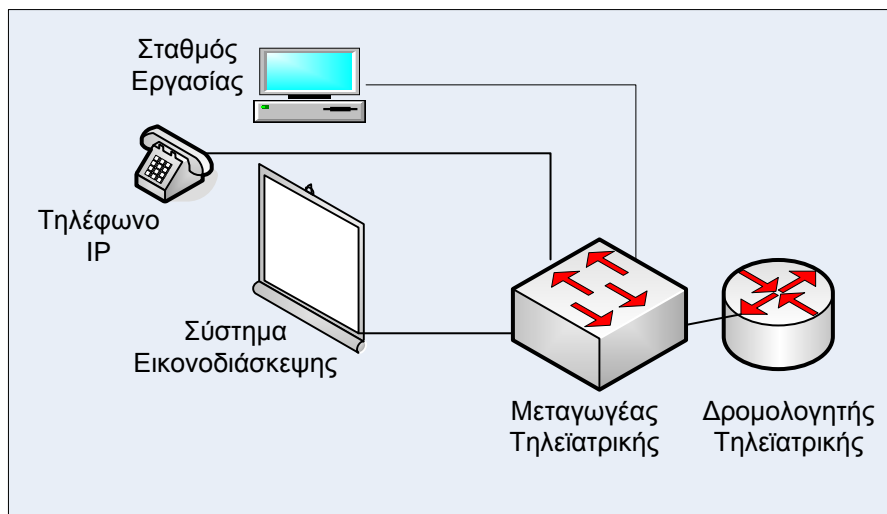 Σταθμός
Εργασίας
Τηλέφωνο
IP
Σύστημα
Εικονοδιάσκεψης
Μεταγωγέας
Τηλεϊατρικής
Δρομολογητής
Τηλεϊατρικής